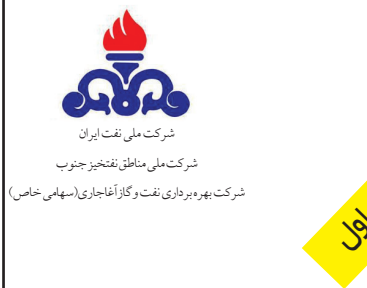 شرکت ملی نفت ایران
شرکت ملی مناطق نفتخیز جنوب
شرکت بهره برداری نفت و گاز آغاجاری(سهامی خاص)
اول